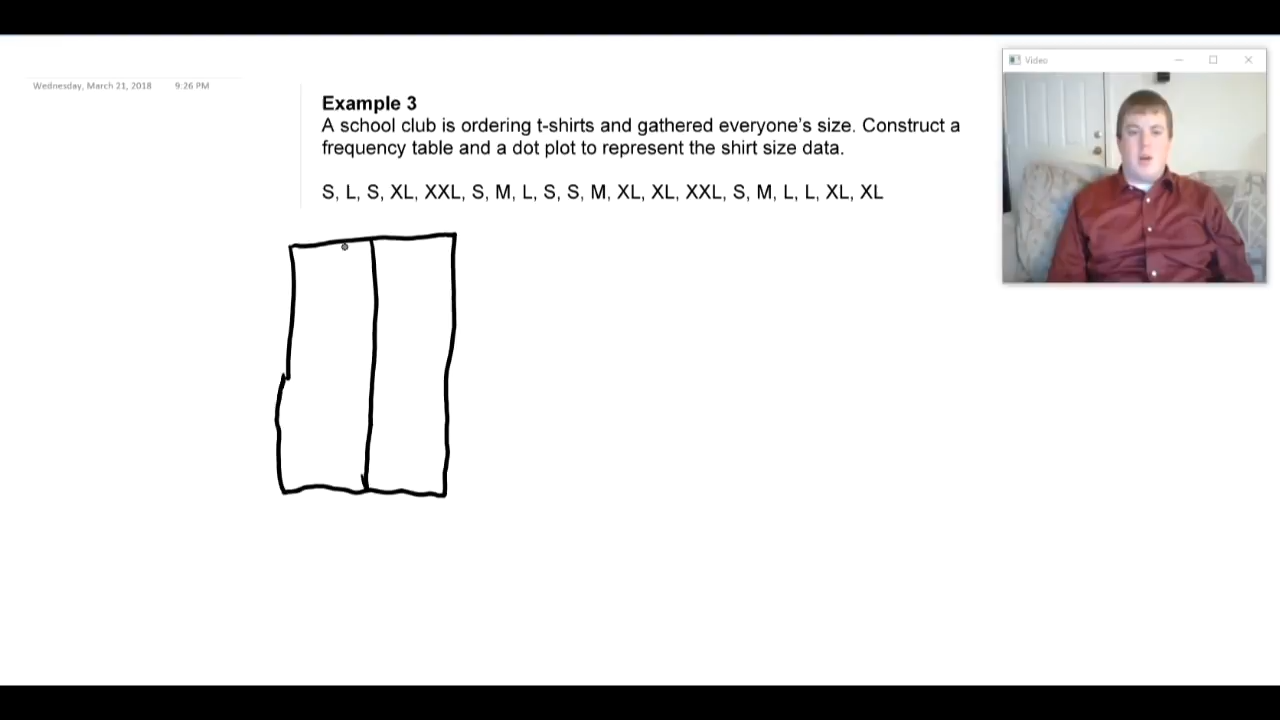 Wednesday, March 21, 2018 9:26 PM
Video
Example 3
A school club is ordering t-shirts and gathered everyone's size. Construct a
frequency table and a dot plot to represent the shirt size data.
S, L, S, XL, XXL, S, M, L, S, S, M, XL, XL, XXL, S, M, L, L, XL, XL